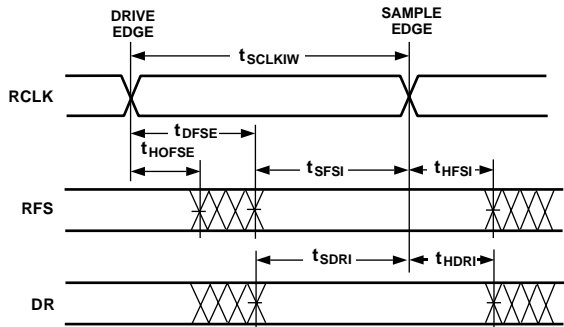 DRIVE
EDGE
SAMPLE
EDGE
tSCLKIW
RCLK
tDFSE
tHOFSE
tSFSI
tHFSI
RFS
tSDRI
tHDRI
DR